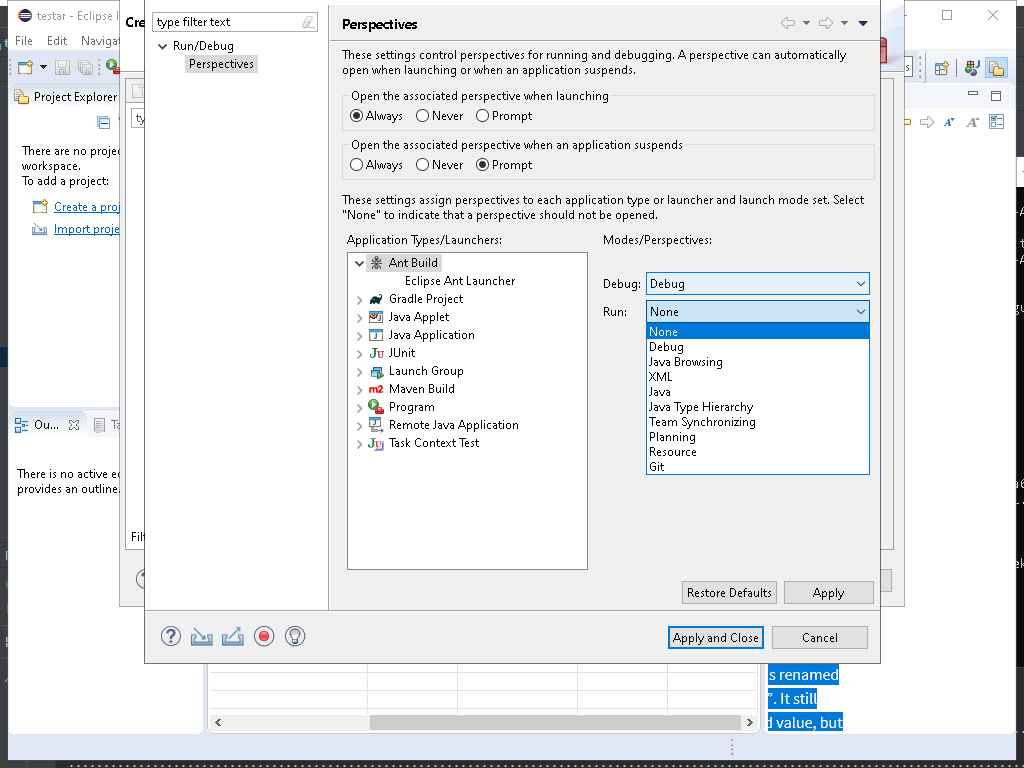 testar - Eclipse I
File Edit Navigat
Project Explorer
There are no projec
workspace.
To add a project:
Create a proj
Import proje
Ou...
Ta
There is no active ed
provides an outline.
Cre
ty
Filt
type filter text
Run/Debug
Perspectives
Perspectives
These settings control perspectives for running and debugging. A perspective can automatically
open when launching or when an application suspends.
Open the associated perspective when launching
Always Never Prompt
Open the associated perspective when an application suspends
Always Never Prompt
These settings assign perspectives to each application type or launcher and launch mode set. Select
"None" to indicate that a perspective should not be opened.
Application Types/Launchers:
Ant Build
Eclipse Ant Launcher
Gradle Project
Java Applet
Java Application
JUnit
Launch Group
Maven Build
Program
Remote Java Application
Task Context Test
Modes/Perspectives:
Debug: Debug
Run: None
None
Debug
Java Browsing
XML
Java
Java Type Hierarchy
Team Synchronizing
Planning
Resource
Git
Restore Defaults Apply
Apply and Close Cancel
s renamed
". It still
d value, but